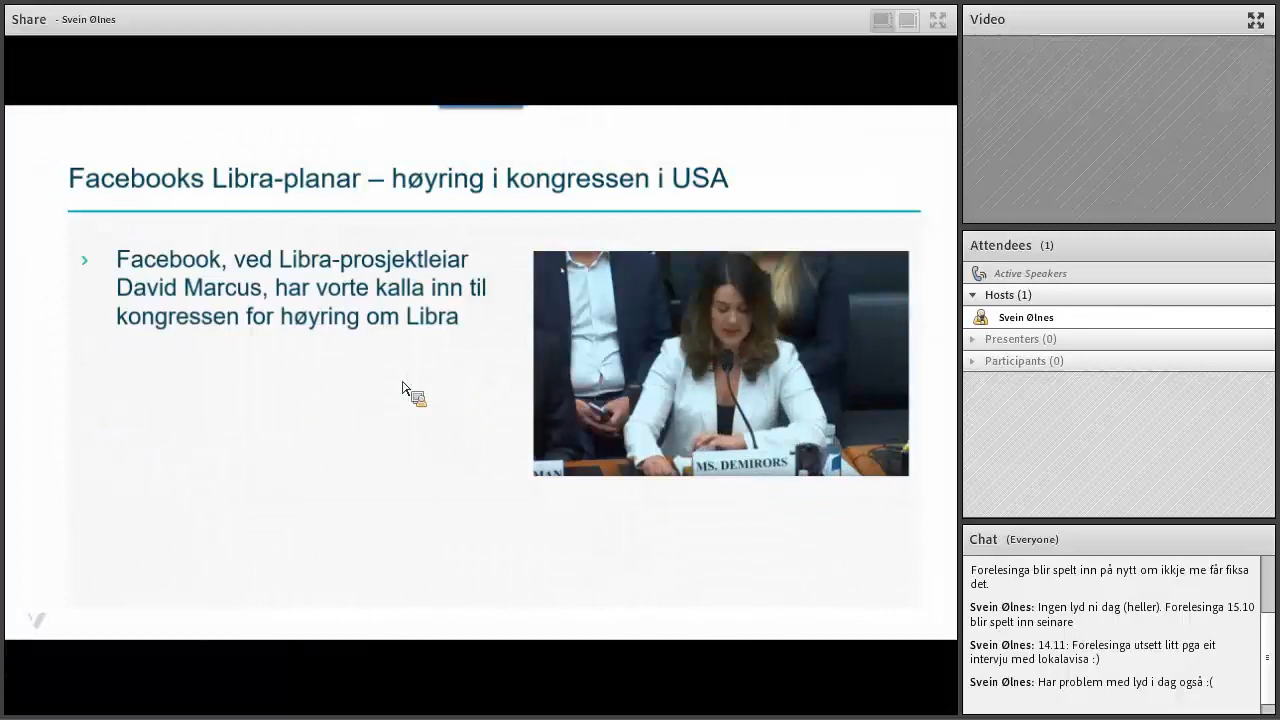 Share - Svein Ølnes
Facebooks Libra-planar – høyring i kongressen i USA
› Facebook, ved Libra-prosjektleiar
David Marcus, har vorte kalla inn til
kongressen for høyring om Libra
MAN
MS. DEMIRORS
Video
Attendees (1)
Active Speakers
Hosts (1)
Svein Ølnes
Presenters (0)
Participants (0)
Chat (Everyone)
Forelesinga blir spelt inn på nytt om ikkje me får fiksa
det.
Svein Ølnes: Ingen lyd ni dag (heller). Forelesinga 15.10
blir spelt inn seinare
Svein Ølnes: 14.11: Forelesinga utsett litt pga eit
intervju med lokalavisa :)
Svein Ølnes: Har problem med lyd i dag også :(